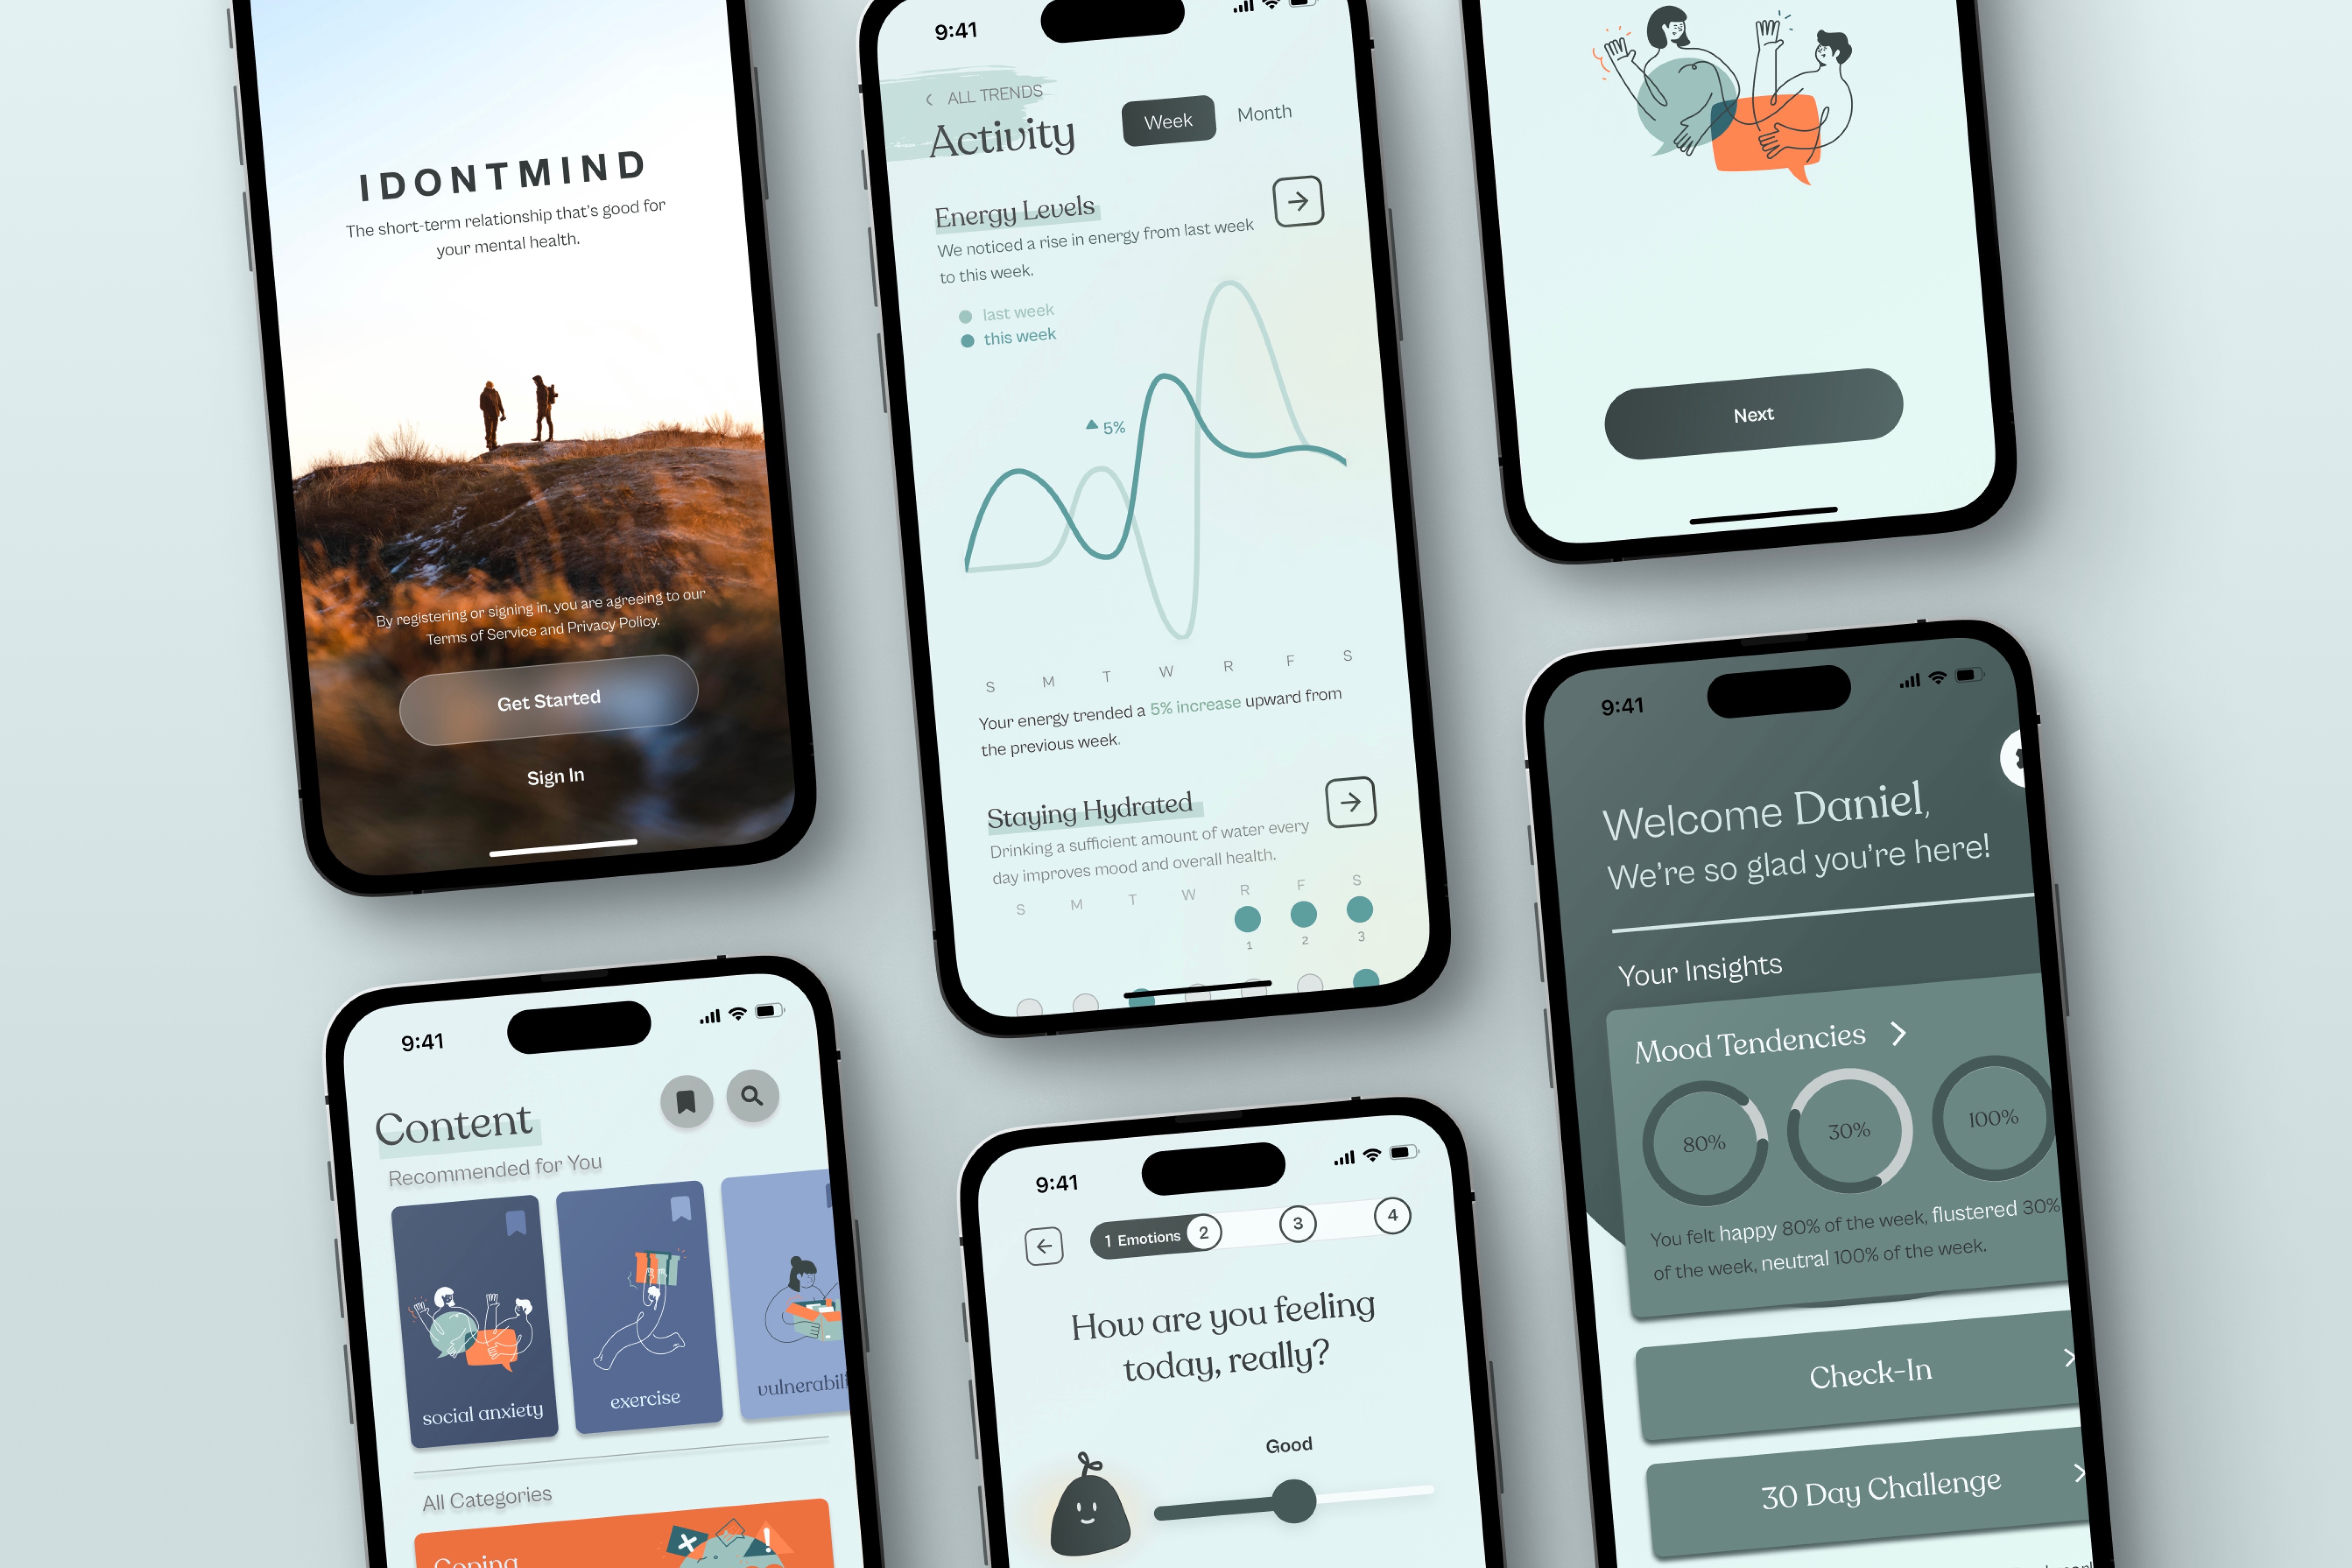 IDONTMIND
The short-term relationship that's good for
your mental health.
By registering or signing in, you are agreeing to our
Terms of Service and Privacy Policy.
Get Started
Sign In
9:41
ALL TRENDS
Activity
Week
Month
Energy Levels
We noticed a rise in energy from last week
to this week.
last week
this week
5%
S M T W R F S
Your energy trended a 5% increase upward from
the previous week.
Staying Hydrated
Drinking a sufficient amount of water every
day improves mood and overall health.
S M T W R F S
1 2 3
Next
9:41
Welcome Daniel,
We're so glad you're here!
Your Insights
Mood Tendencies
80%
30%
100%
You felt happy 80% of the week, flustered 30%
of the week, neutral 100% of the week.
Check-In
30 Day Challenge
9:41
Content
Recommended for You
social anxiety
exercise
vulnerabili
All Categories
Coping
9:41
1 Emotions 2 3 4
How are you feeling
today, really?
Good